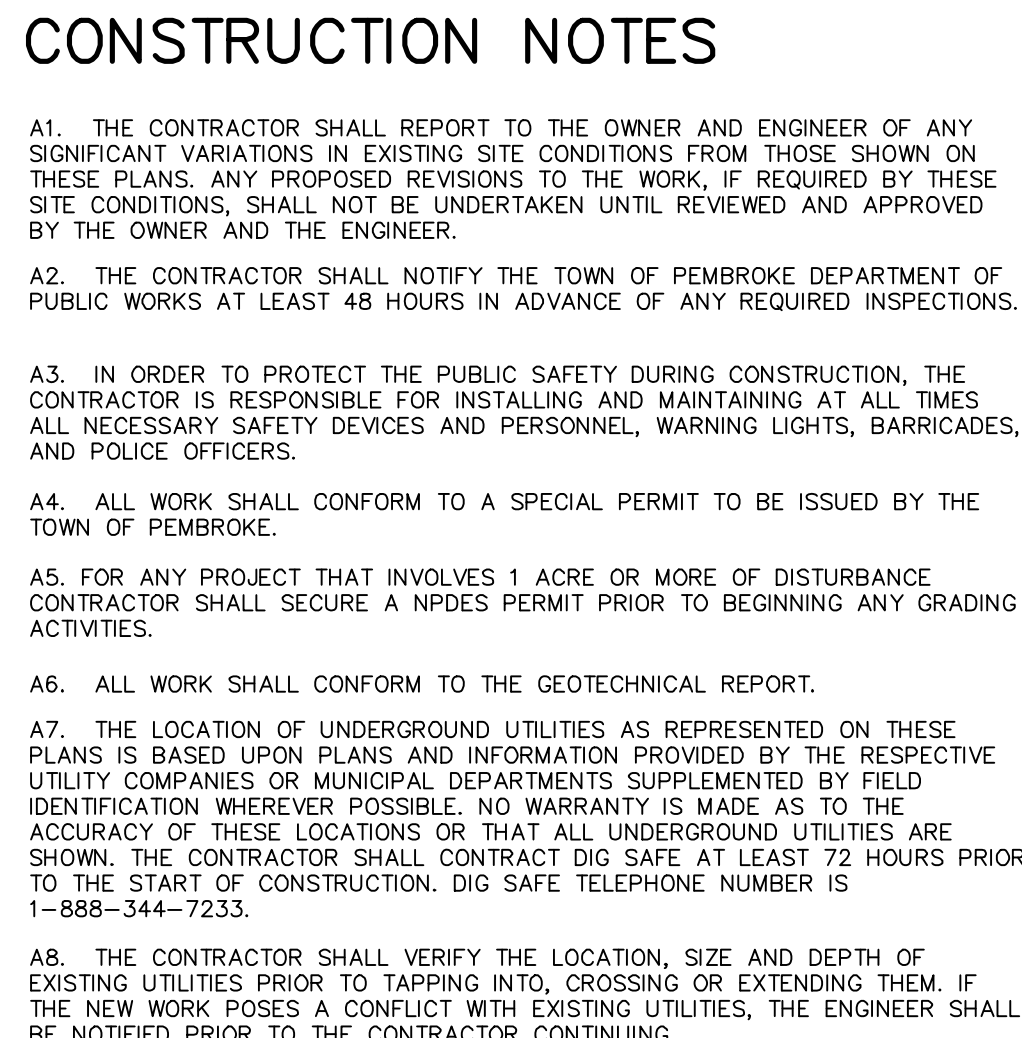 CONSTRUCTION NOTES
A1. THE CONTRACTOR SHALL REPORT TO THE OWNER AND ENGINEER OF ANY
SIGNIFICANT VARIATIONS IN EXISTING SITE CONDITIONS FROM THOSE SHOWN ON
THESE PLANS. ANY PROPOSED REVISIONS TO THE WORK, IF REQUIRED BY THESE
SITE CONDITIONS, SHALL NOT BE UNDERTAKEN UNTIL REVIEWED AND APPROVED
BY THE OWNER AND THE ENGINEER.
A2. THE CONTRACTOR SHALL NOTIFY THE TOWN OF PEMBROKE DEPARTMENT OF
PUBLIC WORKS AT LEAST 48 HOURS IN ADVANCE OF ANY REQUIRED INSPECTIONS.
A3. IN ORDER TO PROTECT THE PUBLIC SAFETY DURING CONSTRUCTION, THE
CONTRACTOR IS RESPONSIBLE FOR INSTALLING AND MAINTAINING AT ALL TIMES
ALL NECESSARY SAFETY DEVICES AND PERSONNEL, WARNING LIGHTS, BARRICADES,
AND POLICE OFFICERS.
A4. ALL WORK SHALL CONFORM TO A SPECIAL PERMIT TO BE ISSUED BY THE
TOWN OF PEMBROKE.
A5. FOR ANY PROJECT THAT INVOLVES 1 ACRE OR MORE OF DISTURBANCE
CONTRACTOR SHALL SECURE A NPDES PERMIT PRIOR TO BEGINNING ANY GRADING
ACTIVITIES.
A6. ALL WORK SHALL CONFORM TO THE GEOTECHNICAL REPORT.
A7. THE LOCATION OF UNDERGROUND UTILITIES AS REPRESENTED ON THESE
PLANS IS BASED UPON PLANS AND INFORMATION PROVIDED BY THE RESPECTIVE
UTILITY COMPANIES OR MUNICIPAL DEPARTMENTS SUPPLEMENTED BY FIELD
IDENTIFICATION WHEREVER POSSIBLE. NO WARRANTY IS MADE AS TO THE
ACCURACY OF THESE LOCATIONS OR THAT ALL UNDERGROUND UTILITIES ARE
SHOWN. THE CONTRACTOR SHALL CONTRACT DIG SAFE AT LEAST 72 HOURS PRIOR
TO THE START OF CONSTRUCTION. DIG SAFE TELEPHONE NUMBER IS
1-888-344-7233.
A8. THE CONTRACTOR SHALL VERIFY THE LOCATION, SIZE AND DEPTH OF
EXISTING UTILITIES PRIOR TO TAPPING INTO, CROSSING OR EXTENDING THEM. IF
THE NEW WORK POSES A CONFLICT WITH EXISTING UTILITIES, THE ENGINEER SHALL
BE NOTIFIED PRIOR TO THE CONTRACTOR CONTINUING.